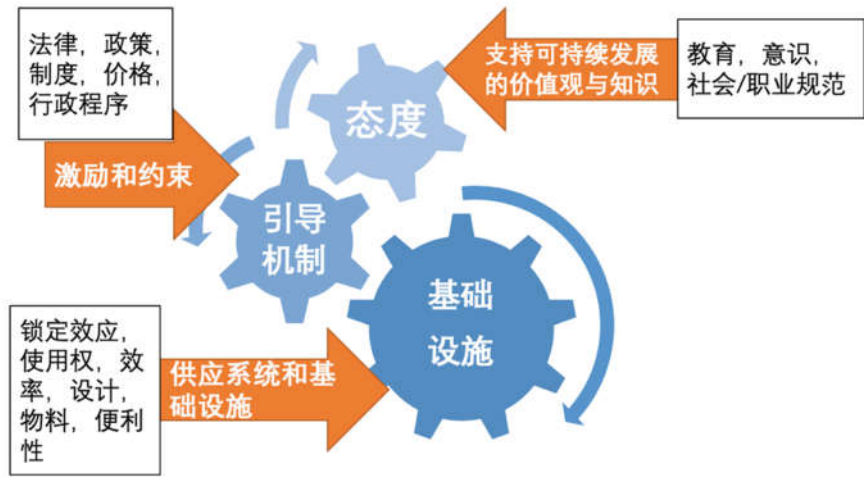 法律，政策，
制度，价格，
行政程序
激励和约束
态度
支持可持续发展
的价值观与知识
教育，意识，
社会/职业规范
引导
机制
基础
设施
锁定效应，
使用权，效
率，设计，
物料，便利
性
供应系统和基
础设施